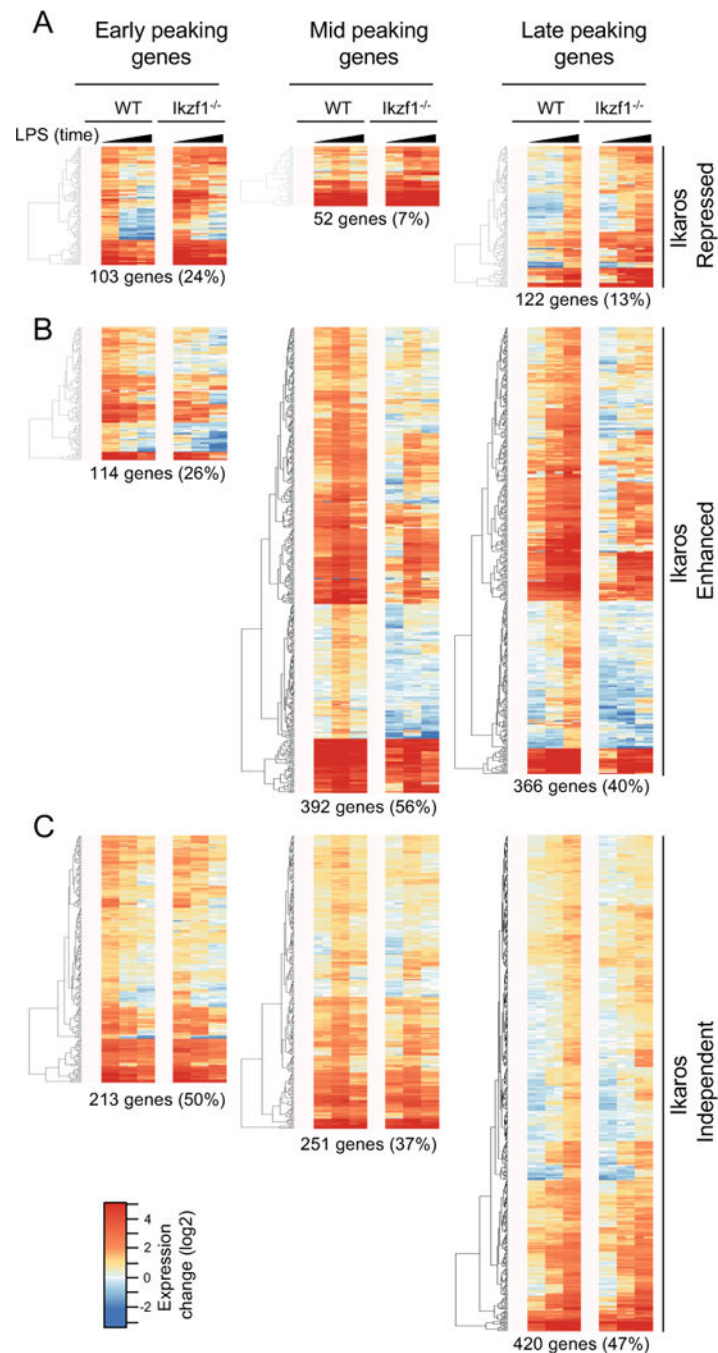 A
Early peaking genes
Mid peaking genes
Late peaking genes
WT Ikzf1-/- WT Ikzf1-/- WT Ikzf1-/-
LPS (time)
103 genes (24%)
52 genes (7%)
122 genes (13%)
Ikaros
Repressed
B
114 genes (26%)
392 genes (56%)
366 genes (40%)
Ikaros
Enhanced
C
213 genes (50%)
251 genes (37%)
420 genes (47%)
Ikaros
Independent
4
2
0
-2
Expression
change (log2)